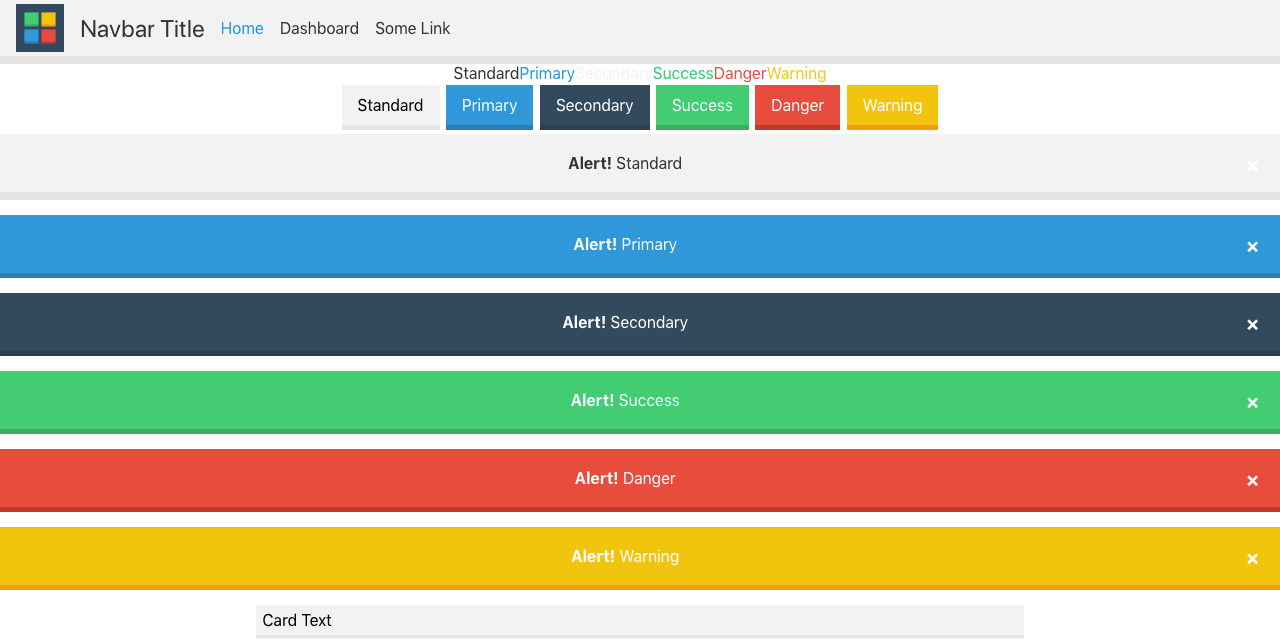 Navbar Title Home Dashboard Some Link
StandardPrimarySecondarySuccessDangerWarning
Standard Primary Secondary Success Danger Warning
Alert! Standard ×
Alert! Primary ×
Alert! Secondary ×
Alert! Success ×
Alert! Danger ×
Alert! Warning ×
Card Text